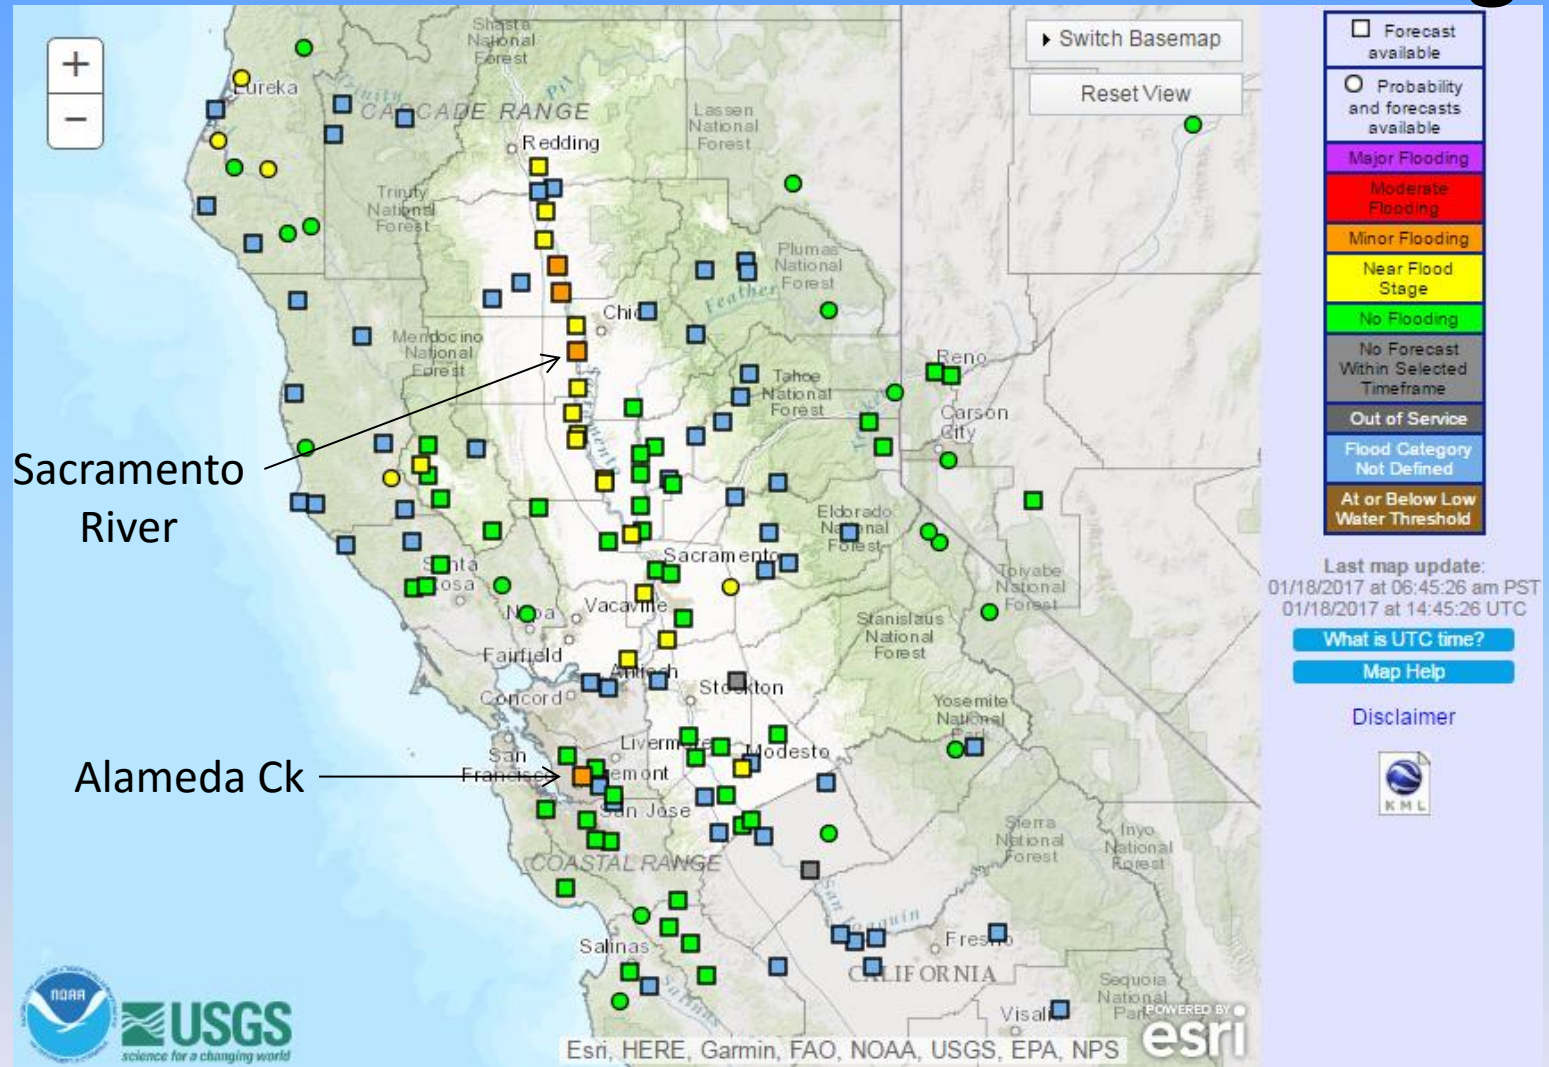 g
+
−
Switch Basemap
Reset View
Shasta
National
Forest
Pit
Trinity
Eureka
CASCADE RANGE
Lassen
National
Forest
Redding
Trinity
National
Forest
Plumas
National
Forest
Feather
Chico
Mendocino
National
Forest
Reno
Tahoe
National
Forest
Carson
City
Sacramento
Sacramento
River
Eldorado
National
Forest
Sacramento
Santa
Rosa
Toiyabe
National
Forest
Napa
Vacaville
Stanislaus
National
Forest
Fairfield
Antioch
Concord
Stockton
Yosemite
National
Park
San
Francisco
Livermore
Modesto
Alameda Ck
Fremont
San Jose
Sierra
National
Forest
Inyo
National
Forest
COASTAL RANGE
San Joaquin
Salinas
Fresno
CALIFORNIA
Salinas
Sequoia
National
Park
Visalia
NOAA
USGS
science for a changing world
Esri, HERE, Garmin, FAO, NOAA, USGS, EPA, NPS
POWERED BY
esri
Forecast
available
Probability
and forecasts
available
Major Flooding
Moderate
Flooding
Minor Flooding
Near Flood
Stage
No Flooding
No Forecast
Within Selected
Timeframe
Out of Service
Flood Category
Not Defined
At or Below Low
Water Threshold
Last map update:
01/18/2017 at 06:45:26 am PST
01/18/2017 at 14:45:26 UTC
What is UTC time?
Map Help
Disclaimer
KML